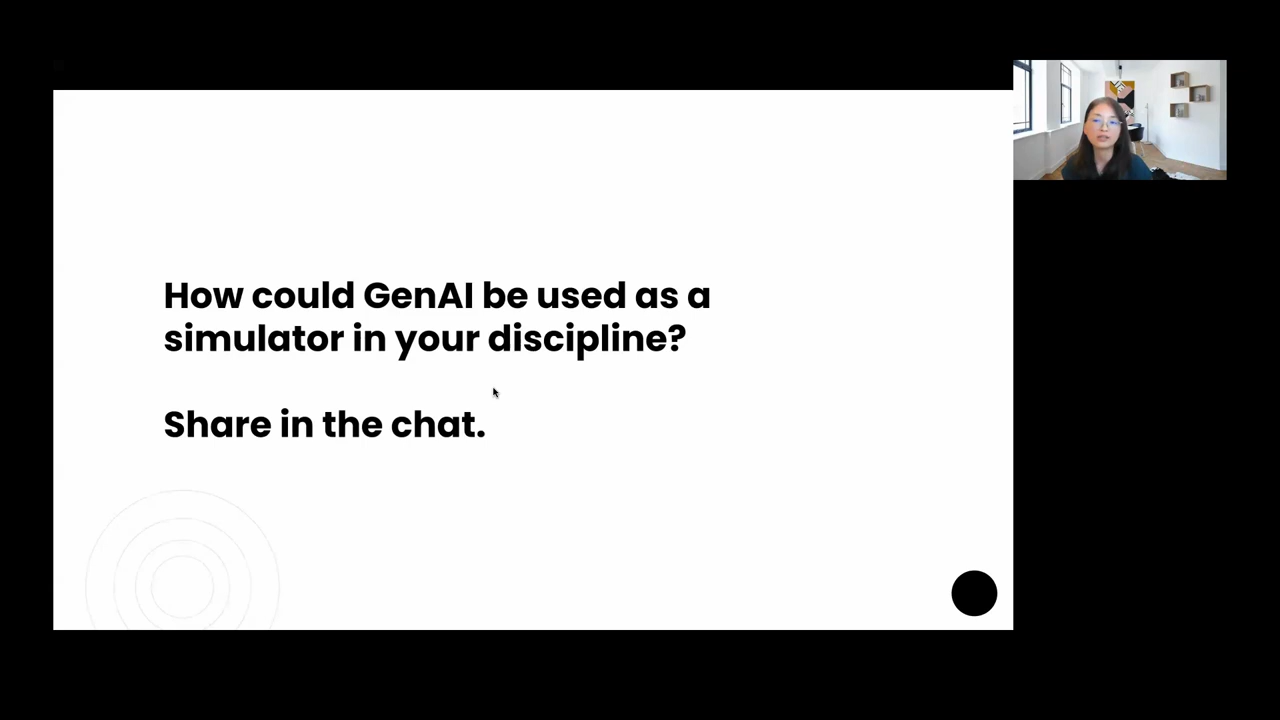 How could GenAI be used as a
simulator in your discipline?
Share in the chat.